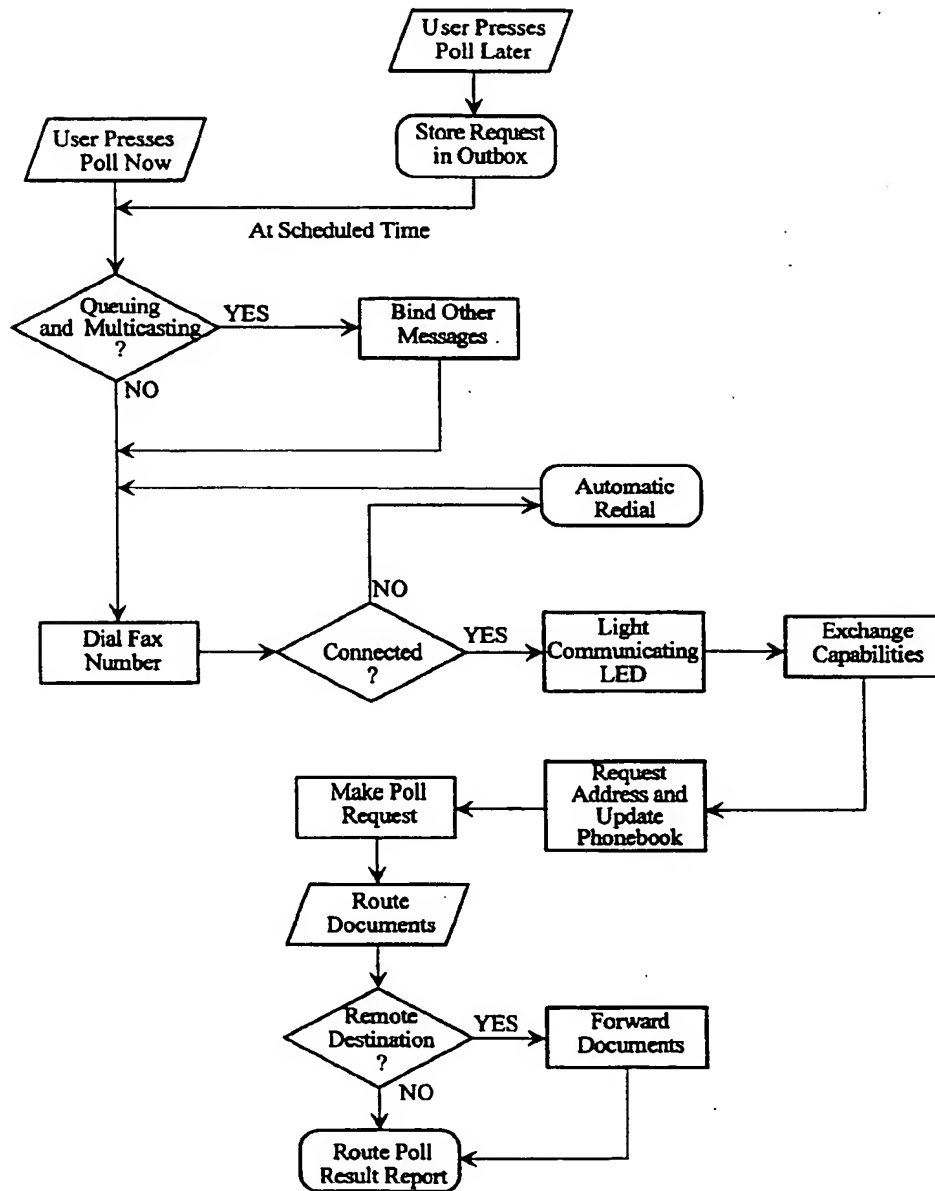 User Presses
Poll Later
Store Request
in Outbox
User Presses
Poll Now
At Scheduled Time
Queuing
and Multicasting
?
YES
Bind Other
Messages
NO
Automatic
Redial
NO
Dial Fax
Number
Connected
?
YES
Light
Communicating
LED
Exchange
Capabilities
Request
Address and
Update
Phonebook
Make Poll
Request
Route
Documents
Remote
Destination
?
YES
Forward
Documents
NO
Route Poll
Result Report